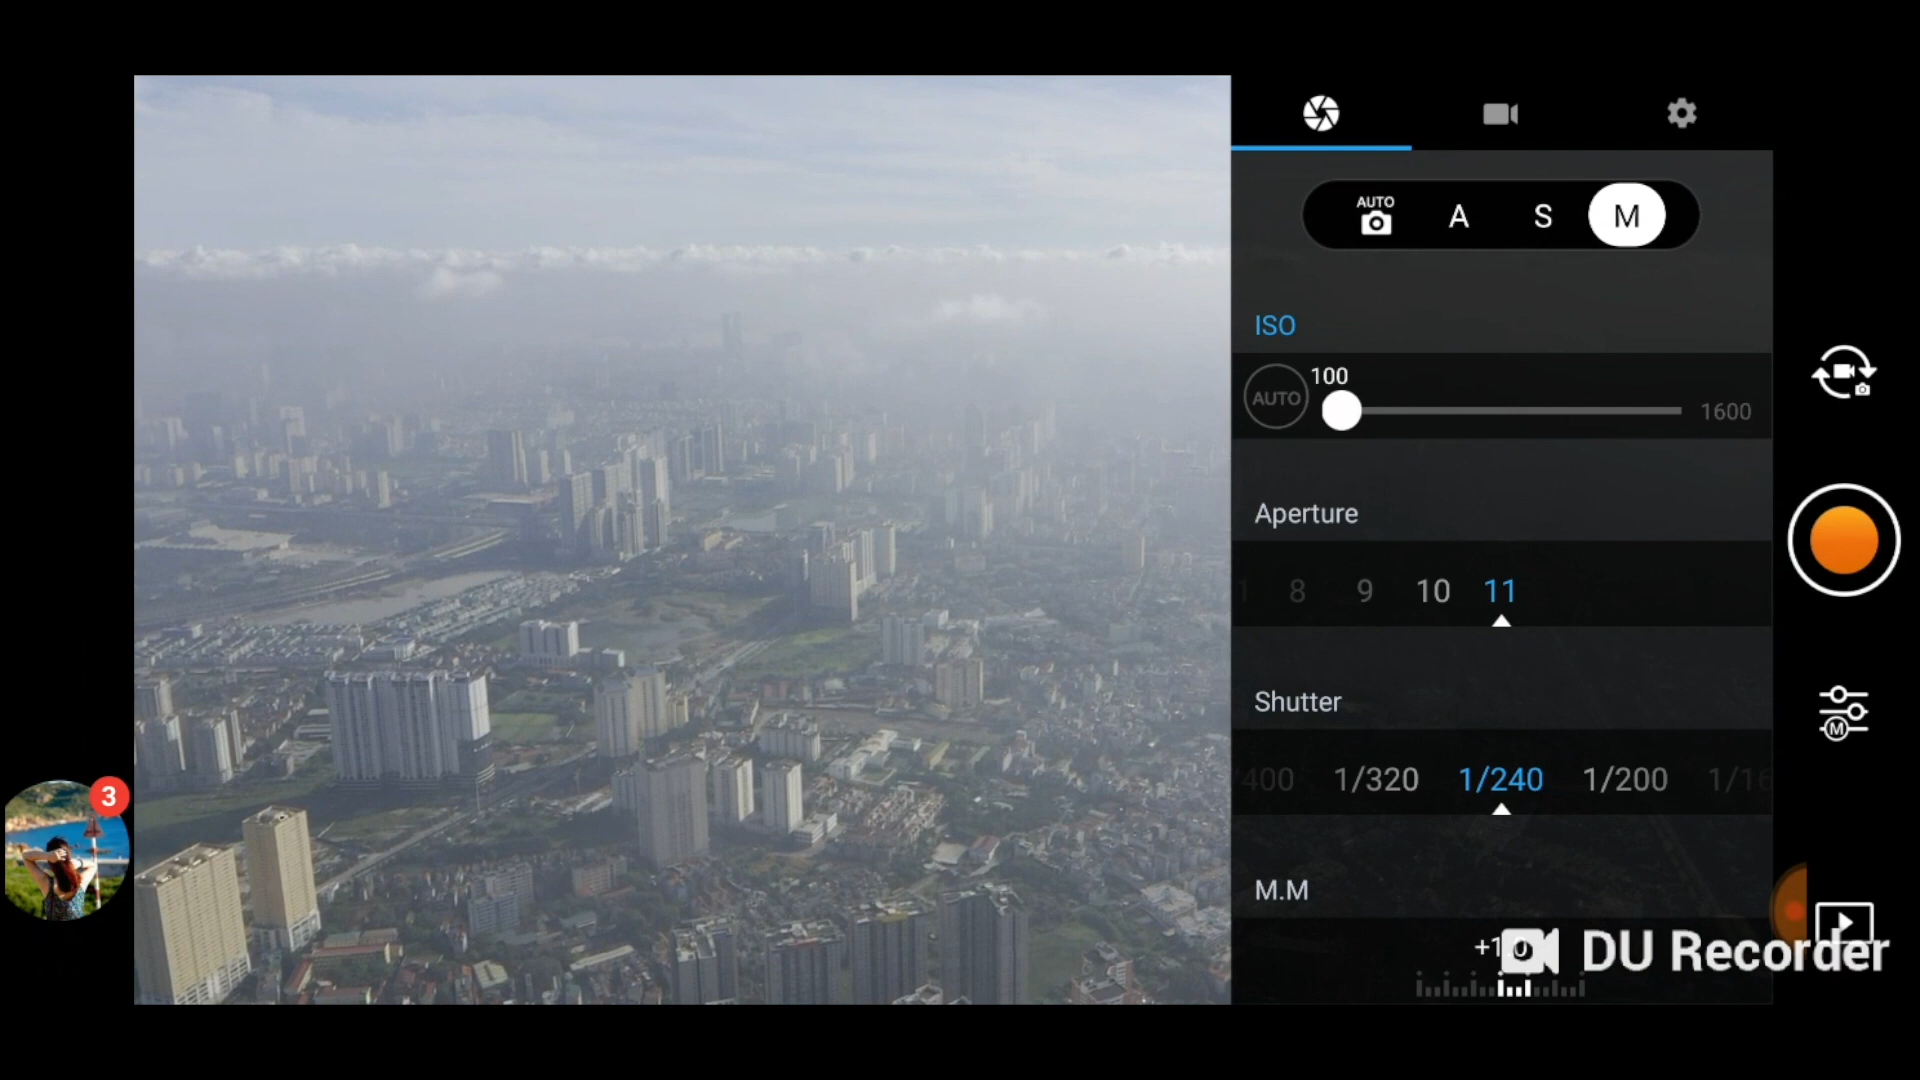 AUTO
A S M
ISO
AUTO 100 1600
Aperture
8 9 10 11
Shutter
1/320 1/240 1/200
M.M
DU Recorder
M
3